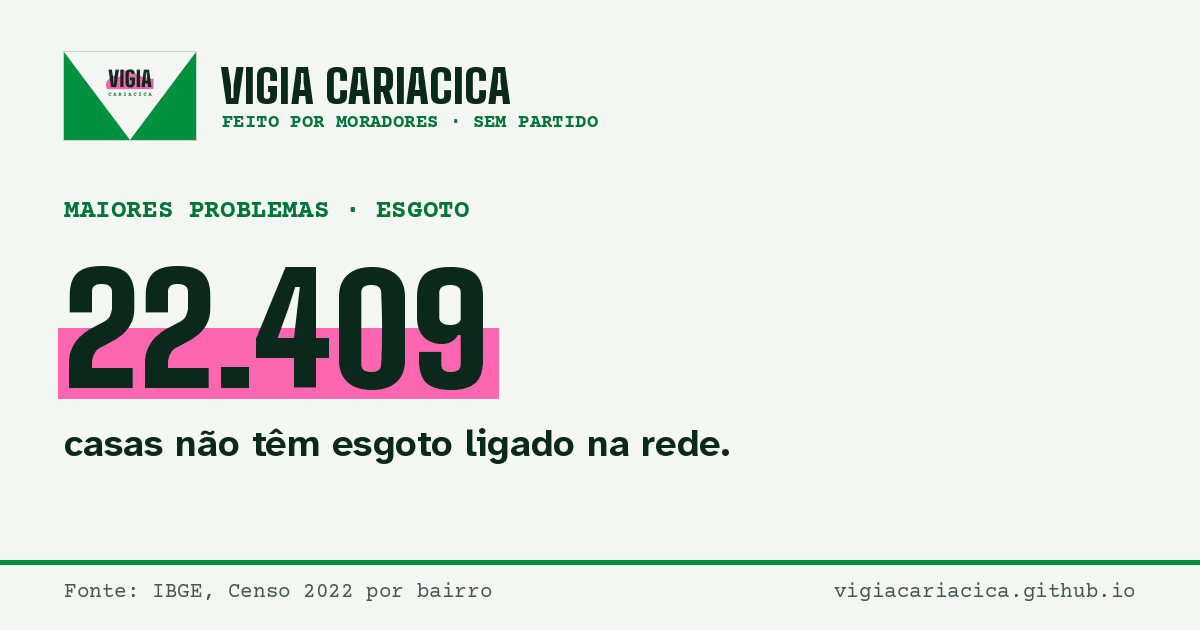 VIGIA
CARIACICA
VIGIA CARIACICA
FEITO POR MORADORES · SEM PARTIDO
MAIORES PROBLEMAS · ESGOTO
22.409
casas não têm esgoto ligado na rede.
Fonte: IBGE, Censo 2022 por bairro
vigiacariacica.github.io